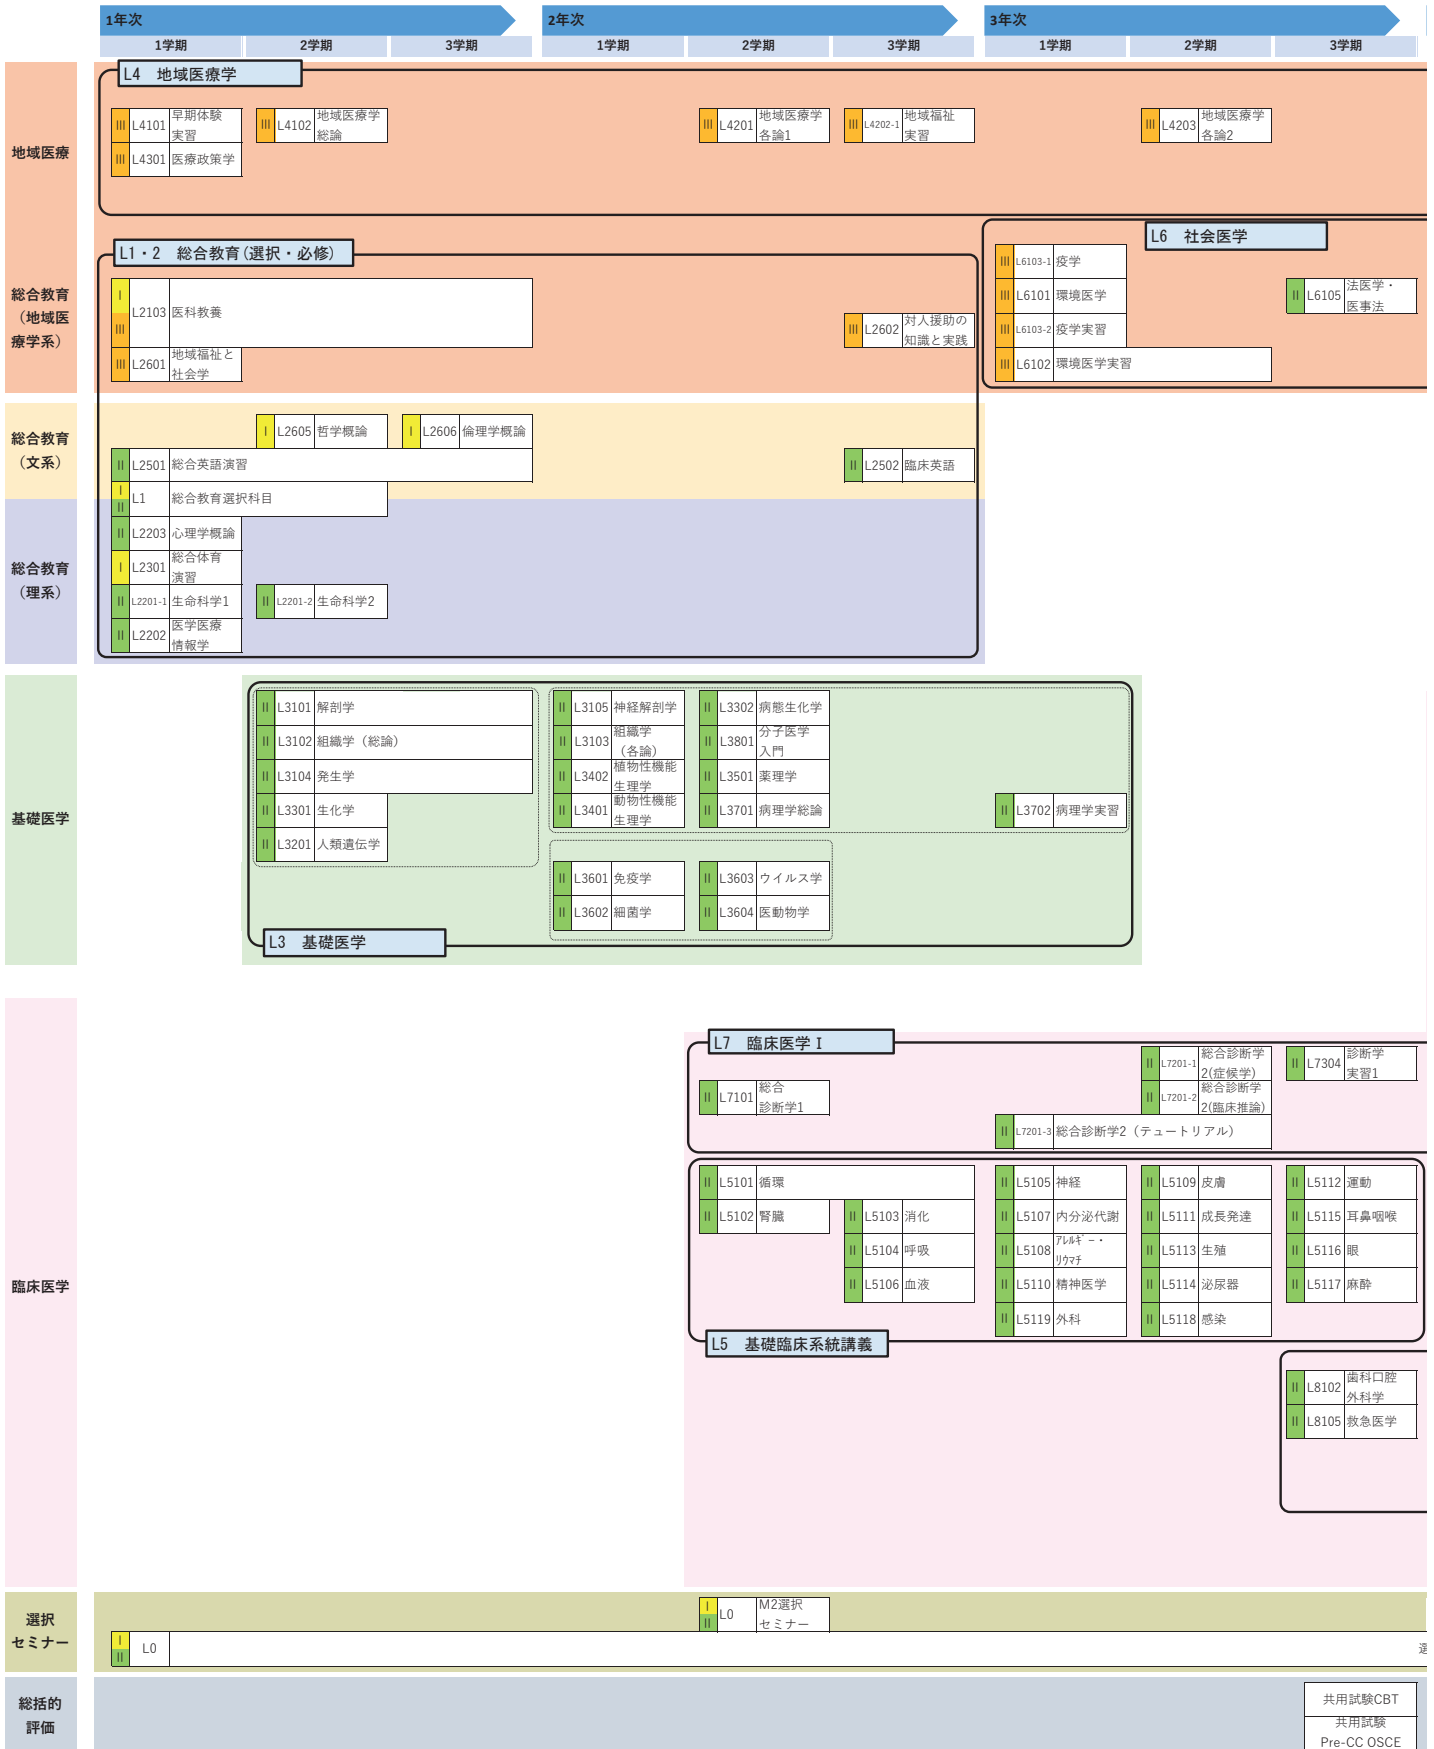 1年次
2年次
3年次
1学期
2学期
3学期
1学期
2学期
3学期
1学期
2学期
3学期
地域医療
L4 地域医療学
III L4101 早期体験
実習
III L4102 地域医療学
総論
III L4201 地域医療学
各論1
III L4202-1 地域福祉
実習
III L4203 地域医療学
各論2
III L4301 医療政策学
総合教育
（地域医
療学系）
L1・2 総合教育(選択・必修)
I
III
L2103 医科教養
III L2602 対人援助の
知識と実践
III L2601 地域福祉と
社会学
L6 社会医学
III L6103-1 疫学
III L6101 環境医学
II L6105 法医学・
医事法
III L6103-2 疫学実習
III L6102 環境医学実習
総合教育
（文系）
I L2605 哲学概論
I L2606 倫理学概論
II L2501 総合英語演習
II L2502 臨床英語
I
II
L1 総合教育選択科目
総合教育
（理系）
II L2203 心理学概論
I L2301 総合体育
演習
II L2201-1 生命科学1
II L2201-2 生命科学2
II L2202 医学医療
情報学
基礎医学
II L3101 解剖学
II L3105 神経解剖学
II L3302 病態生化学
II L3102 組織学（総論）
II L3103 組織学
（各論）
II L3801 分子医学
入門
II L3104 発生学
II L3402 植物性機能
生理学
II L3501 薬理学
II L3301 生化学
II L3401 動物性機能
生理学
II L3701 病理学総論
II L3702 病理学実習
II L3201 人類遺伝学
II L3601 免疫学
II L3603 ウイルス学
II L3602 細菌学
II L3604 医動物学
L3 基礎医学
臨床医学
L7 臨床医学 I
II L7201-1 総合診断学
2(症候学)
II L7304 診断学
実習1
II L7101 総合
診断学1
II L7201-2 総合診断学
2(臨床推論)
II L7201-3 総合診断学2（テュートリアル）
II L5101 循環
II L5105 神経
II L5109 皮膚
II L5112 運動
II L5102 腎臓
II L5103 消化
II L5107 内分泌代謝
II L5111 成長発達
II L5115 耳鼻咽喉
II L5104 呼吸
II L5108 ｱﾚﾙｷﾞｰ・
ﾘｳﾏﾁ
II L5113 生殖
II L5116 眼
II L5106 血液
II L5110 精神医学
II L5114 泌尿器
II L5117 麻酔
II L5119 外科
II L5118 感染
L5 基礎臨床系統講義
II L8102 歯科口腔
外科学
II L8105 救急医学
選択
セミナー
I
II
L0 M2選択
セミナー
I
II
L0
選
総括的
評価
共用試験CBT
共用試験
Pre-CC OSCE